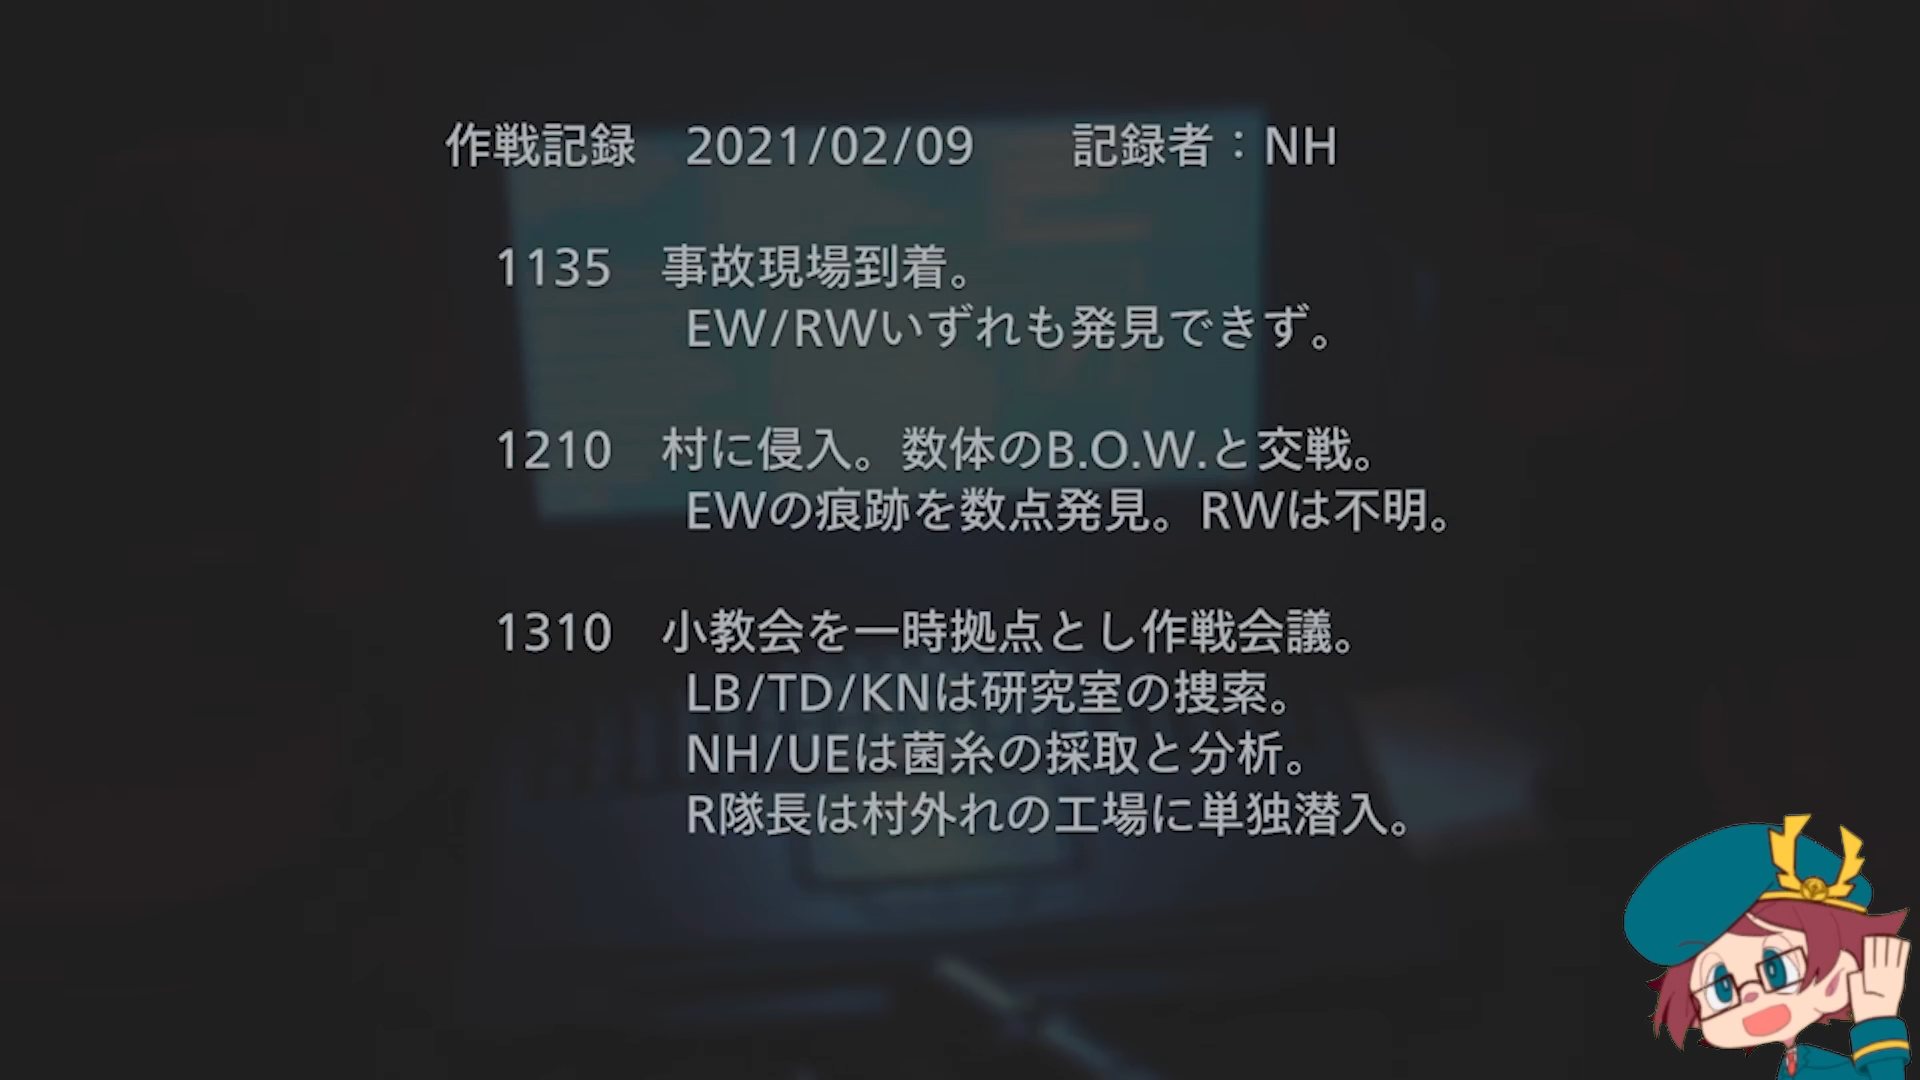 作戦記録　2021/02/09　　記録者：NH
1135　事故現場到着。
EW/RWいずれも発見できず。
1210　村に侵入。数体のB.O.W.と交戦。
EWの痕跡を数点発見。RWは不明。
1310　小教会を一時拠点とし作戦会議。
LB/TD/KNは研究室の捜索。
NH/UEは菌糸の採取と分析。
R隊長は村外れの工場に単独潜入。